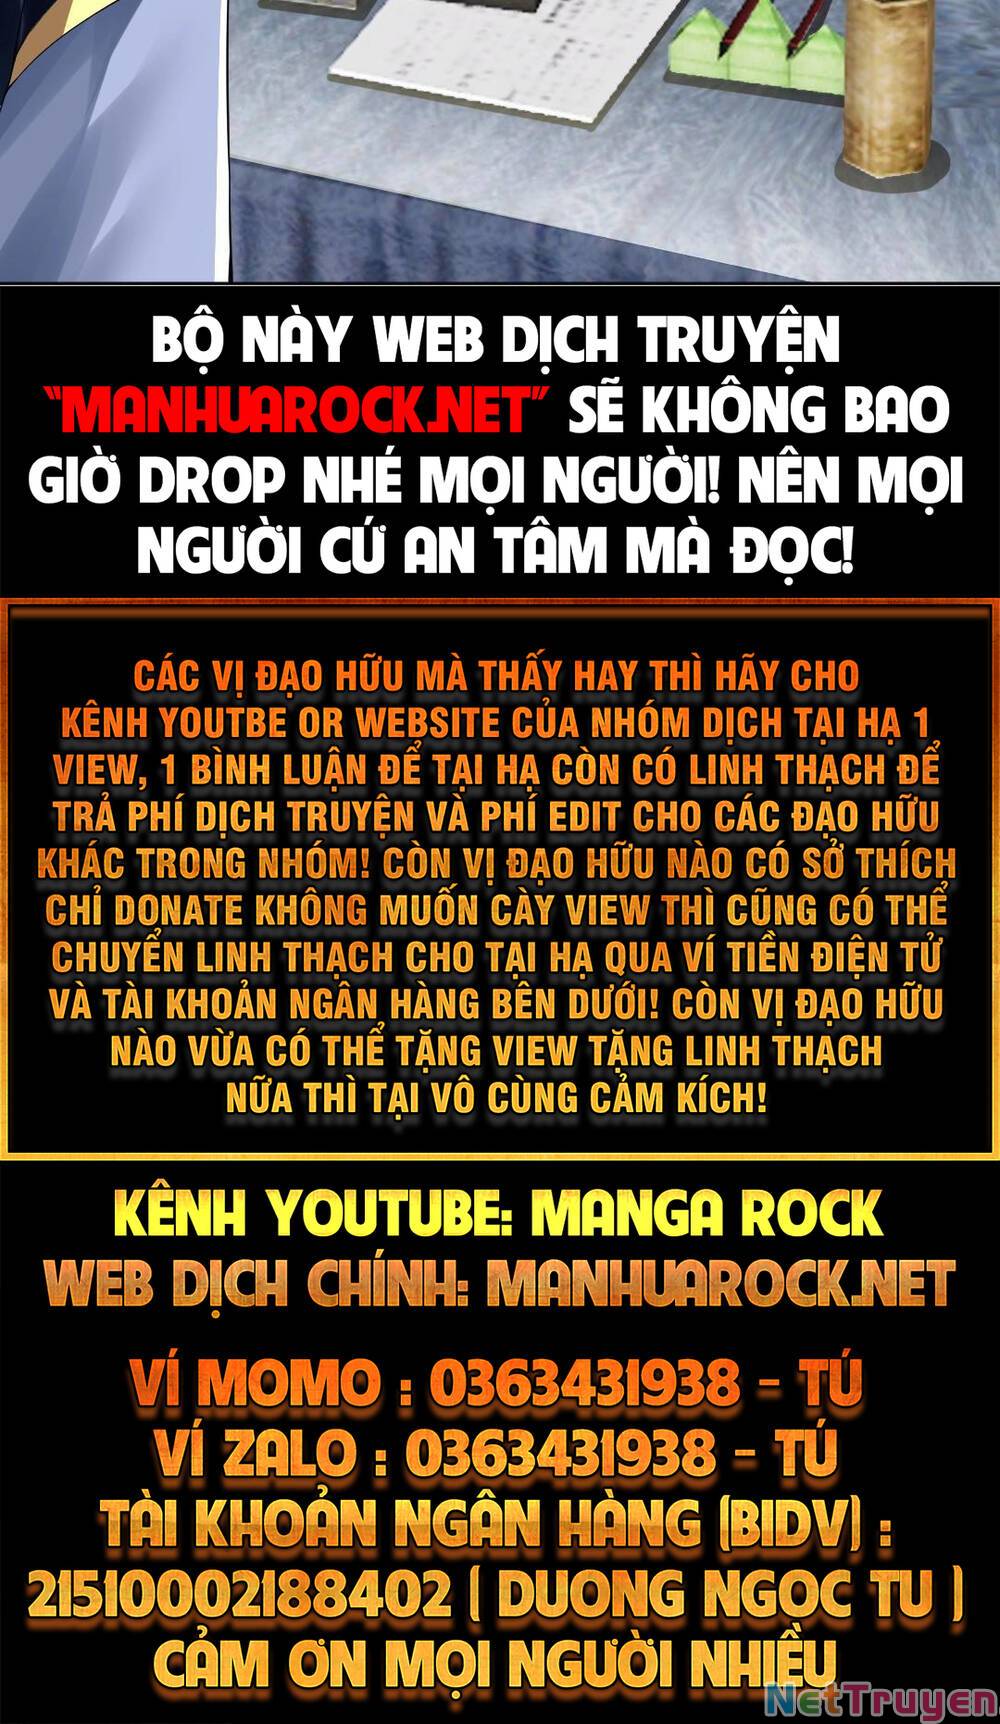 BỘ NÀY WEB DỊCH TRUYỆN
"MANHUAROCK.NET" SẼ KHÔNG BAO
GIỜ DROP NHÉ MỌI NGƯỜI! NÊN MỌI
NGƯỜI CỨ AN TÂM MÀ ĐỌC!
CÁC VỊ ĐẠO HỮU MÀ THẤY HAY THÌ HÃY CHO
KÊNH YOUTBE OR WEBSITE CỦA NHÓM DỊCH TẠI HẠ 1
VIEW, 1 BÌNH LUẬN ĐỂ TẠI HẠ CÒN CÓ LINH THẠCH ĐỂ
TRẢ PHÍ DỊCH TRUYỆN VÀ PHÍ EDIT CHO CÁC ĐẠO HỮU
KHÁC TRONG NHÓM! CÒN VỊ ĐẠO HỮU NÀO CÓ SỞ THÍCH
CHỈ DONATE KHÔNG MUỐN CÀY VIEW THÌ CŨNG CÓ THỂ
CHUYỂN LINH THẠCH CHO TẠI HẠ QUA VÍ TIỀN ĐIỆN TỬ
VÀ TÀI KHOẢN NGÂN HÀNG BÊN DƯỚI! CÒN VỊ ĐẠO HỮU
NÀO VỪA CÓ THỂ TẶNG VIEW TẶNG LINH THẠCH
NỮA THÌ TẠI VÔ CÙNG CẢM KÍCH!
KÊNH YOUTUBE: MANGA ROCK
WEB DỊCH CHÍNH: MANHUAROCK.NET
VÍ MOMO : 0363431938 - TÚ
VÍ ZALO : 0363431938 - TÚ
TÀI KHOẢN NGÂN HÀNG (BIDV) :
21510002188402 ( DUONG NGỌC TU )
CẢM ƠN MỌI NGƯỜI NHIỀU
NetTruyen